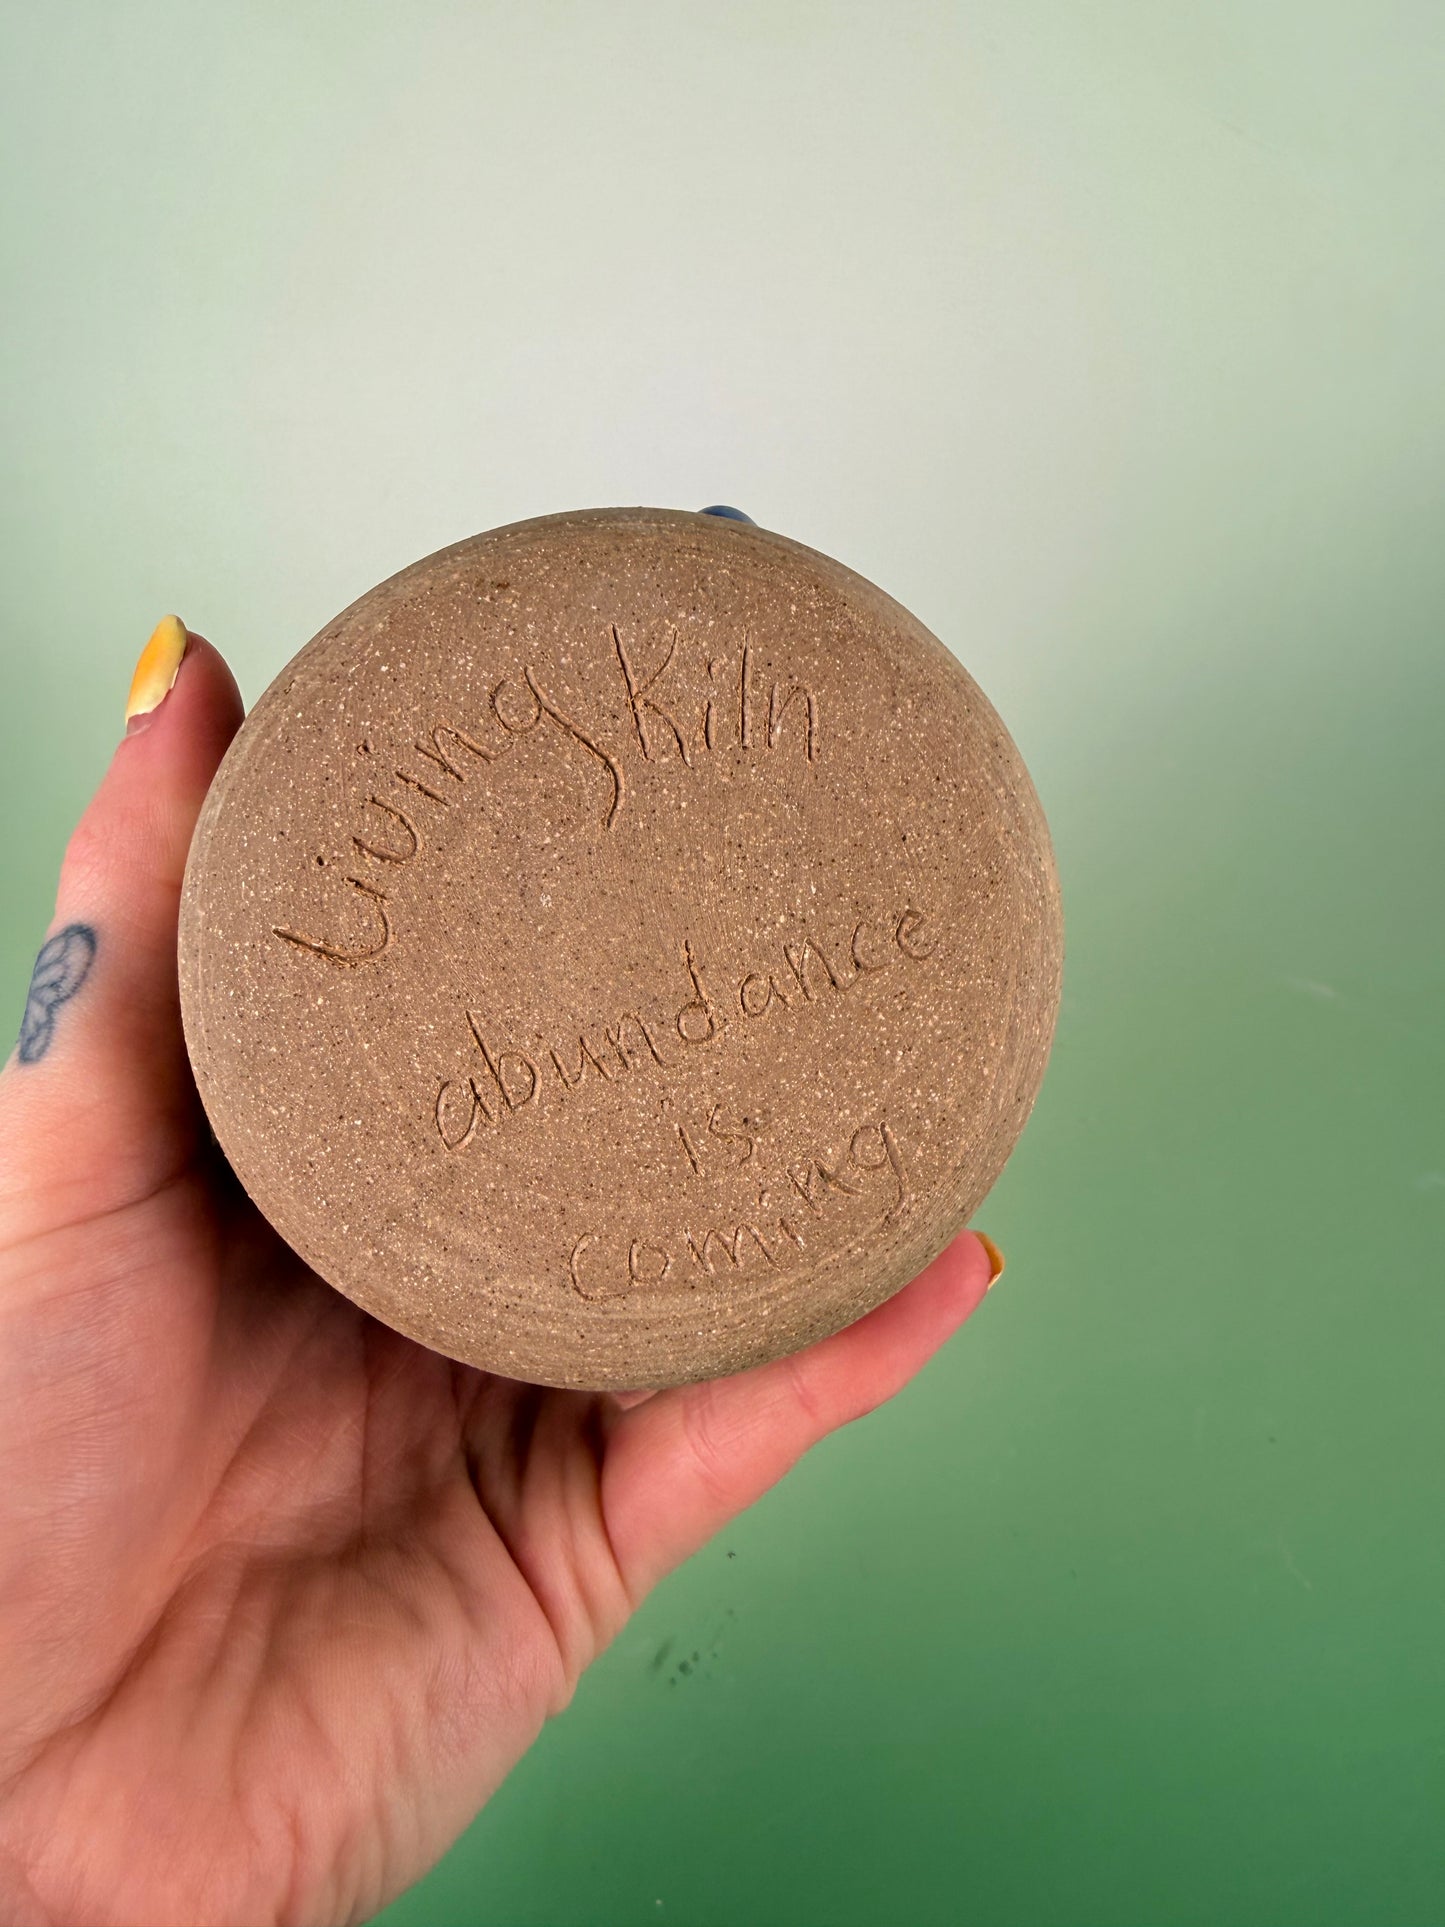 Living Kiln
abundance
is
coming